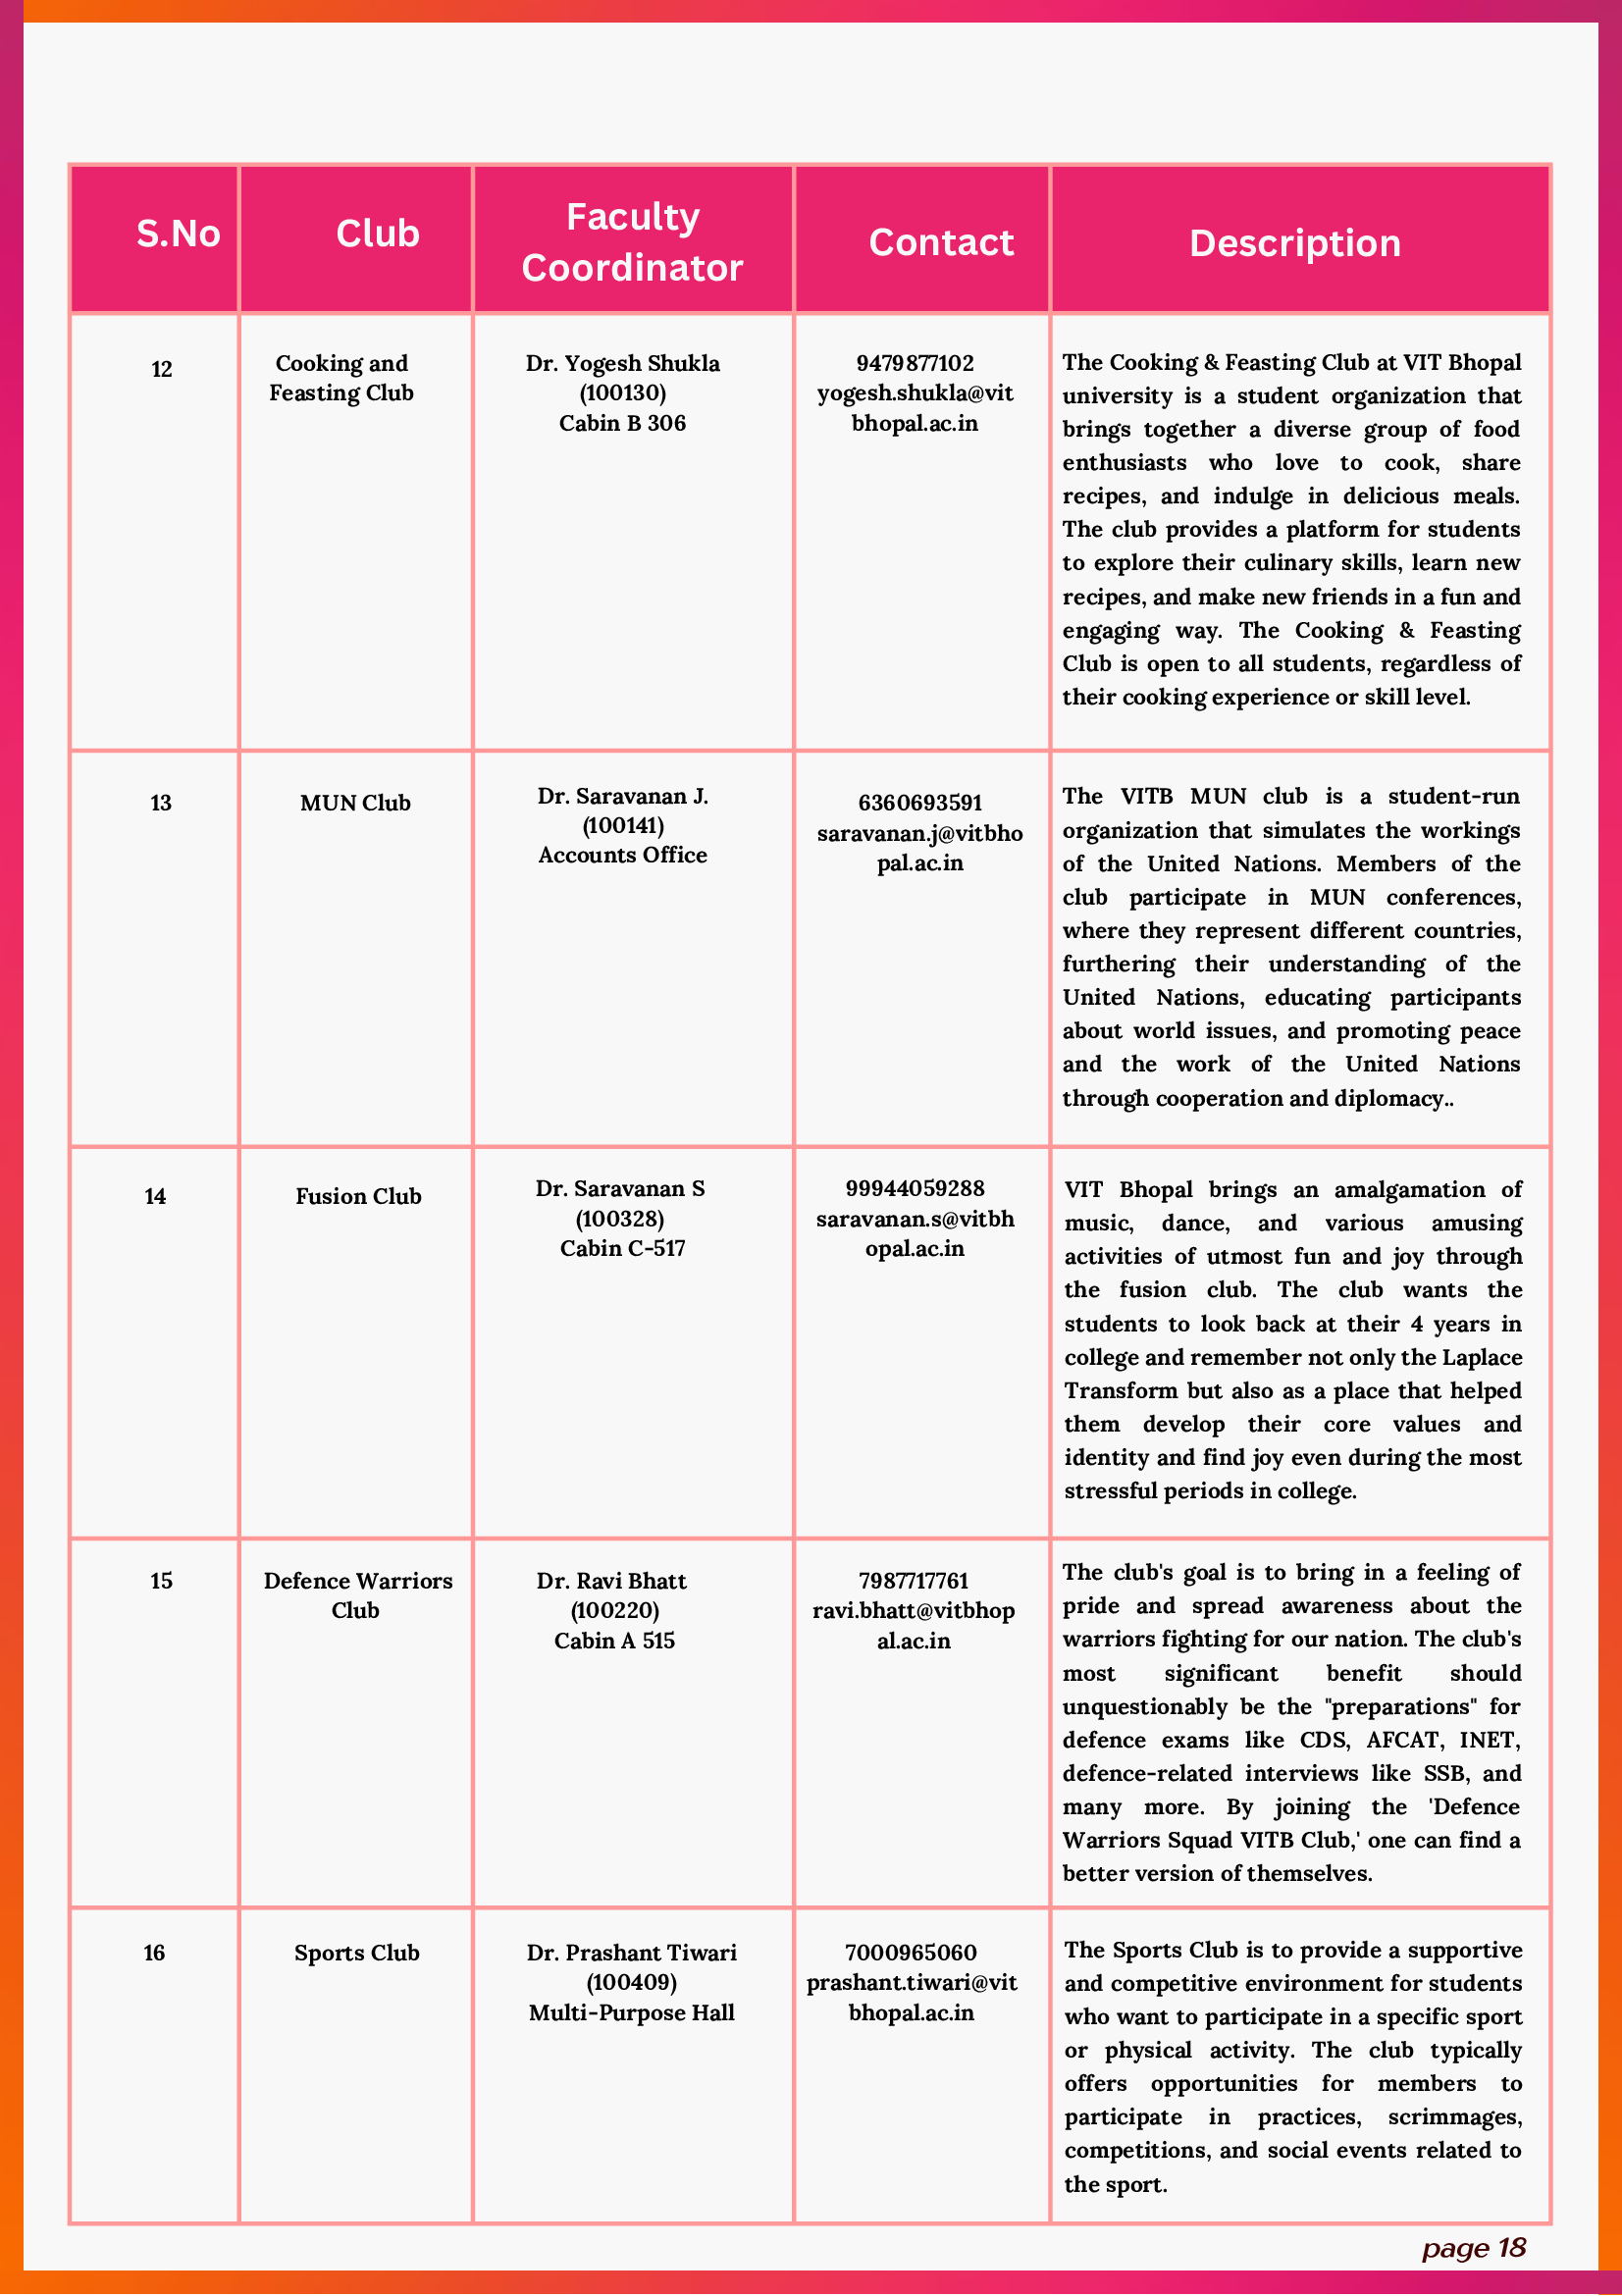 S.No
Club
Faculty
Coordinator
Contact
Description
12
Cooking and
Feasting Club
Dr. Yogesh Shukla
(100130)
Cabin B 306
9479877102
yogesh.shukla@vit
bhopal.ac.in
The Cooking & Feasting Club at VIT Bhopal
university is a student organization that
brings together a diverse group of food
enthusiasts who love to cook, share
recipes, and indulge in delicious meals.
The club provides a platform for students
to explore their culinary skills, learn new
recipes, and make new friends in a fun and
engaging way. The Cooking & Feasting
Club is open to all students, regardless of
their cooking experience or skill level.
13
MUN Club
Dr. Saravanan J.
(100141)
Accounts Office
6360693591
saravanan.j@vitbho
pal.ac.in
The VITB MUN club is a student-run
organization that simulates the workings
of the United Nations. Members of the
club participate in MUN conferences,
where they represent different countries,
furthering their understanding of the
United Nations, educating participants
about world issues, and promoting peace
and the work of the United Nations
through cooperation and diplomacy..
14
Fusion Club
Dr. Saravanan S
(100328)
Cabin C-517
99944059288
saravanan.s@vitbh
opal.ac.in
VIT Bhopal brings an amalgamation of
music, dance, and various amusing
activities of utmost fun and joy through
the fusion club. The club wants the
students to look back at their 4 years in
college and remember not only the Laplace
Transform but also as a place that helped
them develop their core values and
identity and find joy even during the most
stressful periods in college.
15
Defence Warriors
Club
Dr. Ravi Bhatt
(100220)
Cabin A 515
7987717761
ravi.bhatt@vitbhop
al.ac.in
The club's goal is to bring in a feeling of
pride and spread awareness about the
warriors fighting for our nation. The club's
most significant benefit should
unquestionably be the "preparations" for
defence exams like CDS, AFCAT, INET,
defence-related interviews like SSB, and
many more. By joining the 'Defence
Warriors Squad VITB Club,' one can find a
better version of themselves.
16
Sports Club
Dr. Prashant Tiwari
(100409)
Multi-Purpose Hall
7000965060
prashant.tiwari@vit
bhopal.ac.in
The Sports Club is to provide a supportive
and competitive environment for students
who want to participate in a specific sport
or physical activity. The club typically
offers opportunities for members to
participate in practices, scrimmages,
competitions, and social events related to
the sport.
page 18